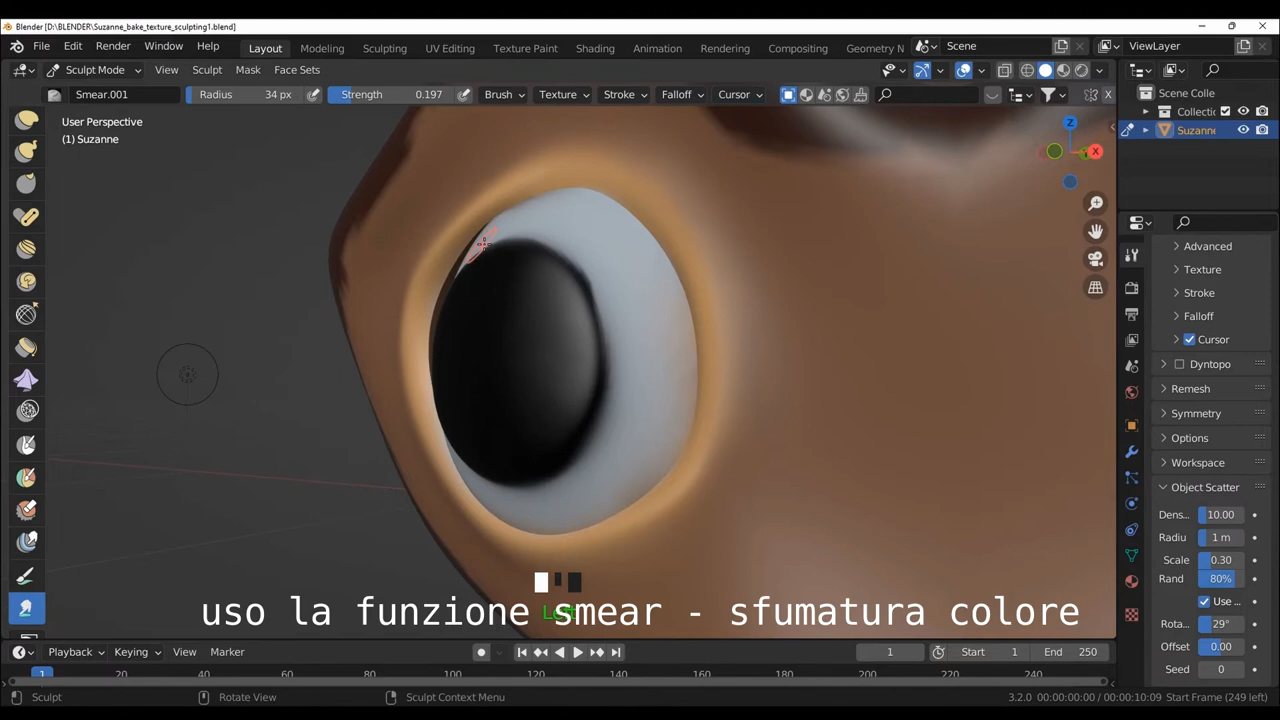 Blender [D:\BLENDER\Suzanne_bake_texture_sculpting1.blend]
File Edit Render Window Help Layout Modeling Sculpting UV Editing Texture Paint Shading Animation Rendering Compositing Geometry N Scene ViewLayer
Sculpt Mode View Sculpt Mask Face Sets
Smear.001 Radius 34 px Strength 0.197 Brush Texture Stroke Falloff Cursor X
Scene Colle
Collectic
Suzanne
User Perspective
(1) Suzanne
Z
X
Advanced
Texture
Stroke
Falloff
Cursor
Dyntopo
Remesh
Symmetry
Options
Workspace
Object Scatter
Dens... 10.00
Radiu 1 m
Scale 0.30
Rand 80%
Use ...
Rota... 29°
Offset 0.00
Seed 0
uso la funzione smear - sfumatura colore
Playback Keying View Marker 1 Start 1 End 250
1 20 40 60 80 100 120 140 160 180 200 220 240
Sculpt Rotate View Sculpt Context Menu 3.2.0 00:00:00:00 / 00:00:10:09 Start Frame (249 left)